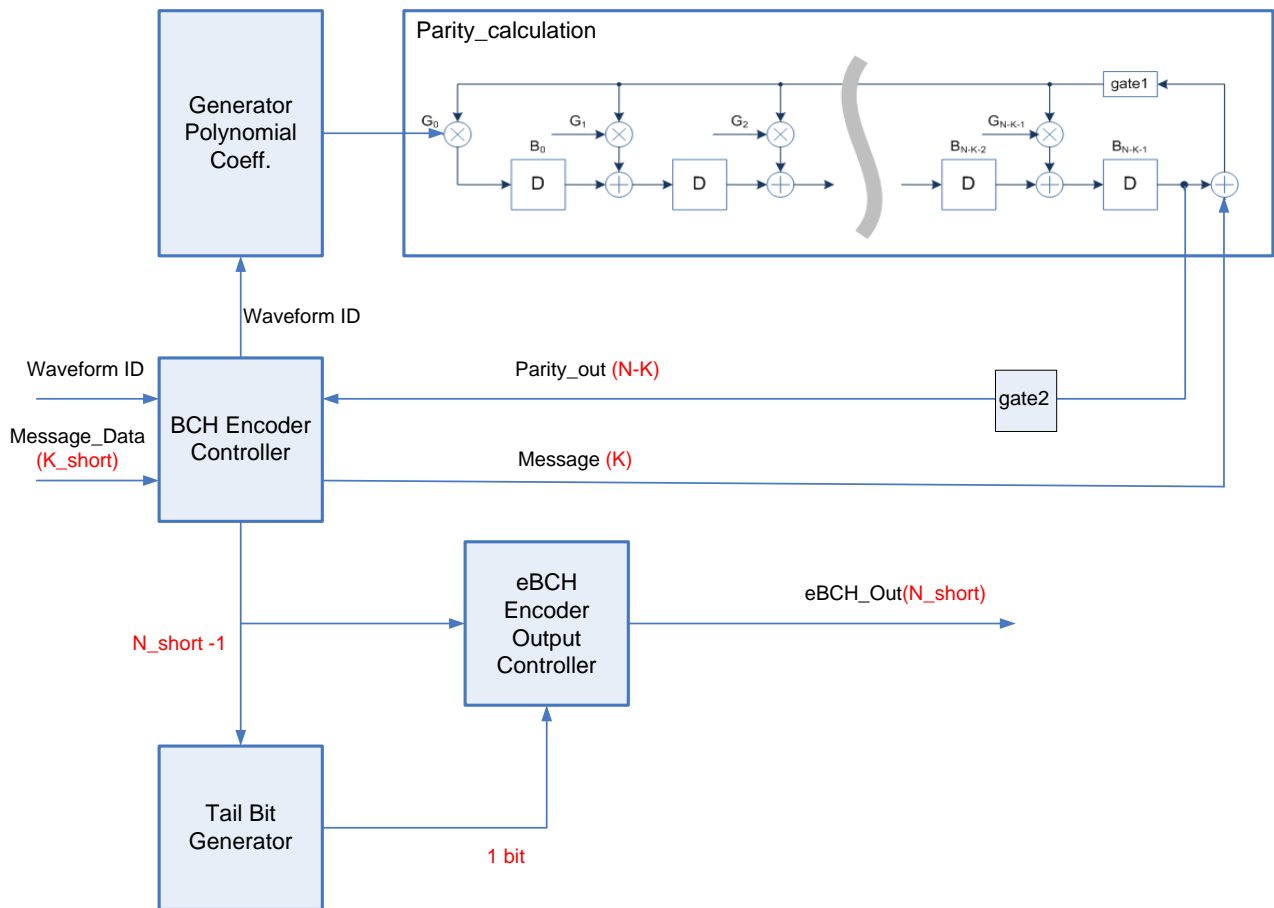 Parity_calculation
gate1
Generator
Polynomial
Coeff.
G0
G1
G2
GN-K-1
B0
BN-K-2
BN-K-1
D
D
D
D
Waveform ID
Waveform ID
Message_Data
(K_short)
BCH Encoder
Controller
Parity_out (N-K)
gate2
Message (K)
N_short -1
eBCH
Encoder
Output
Controller
eBCH_Out(N_short)
Tail Bit
Generator
1 bit